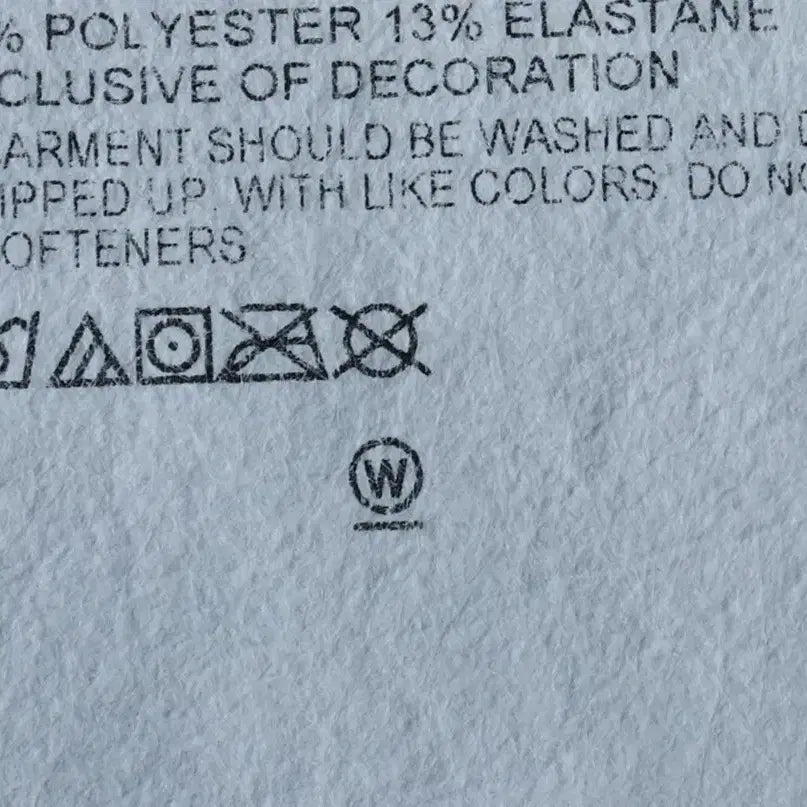 % POLYESTER 13% ELASTANE
CLUSIVE OF DECORATION
ARMENT SHOULD BE WASHED AND
IPPED UP. WITH LIKE COLORS. DO NO
OFTENERS
W